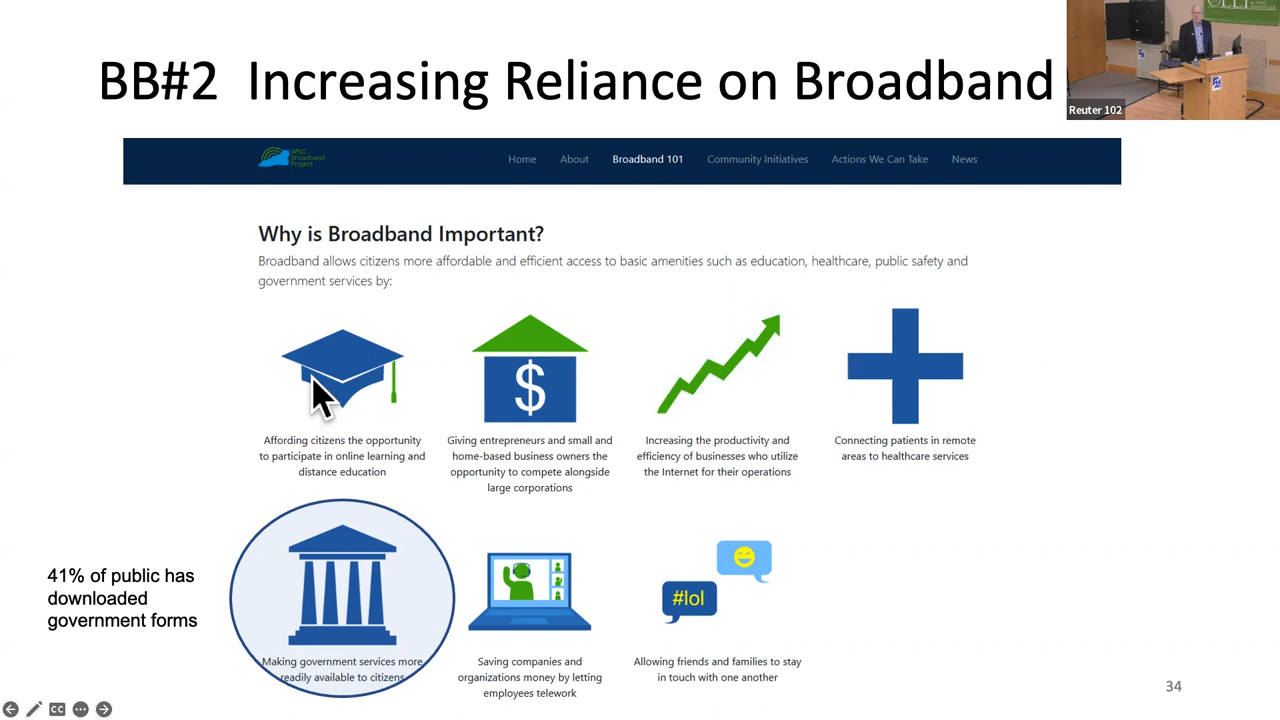 BB#2 Increasing Reliance on Broadband
Reuter 102
WNC
Broadband
Project
Home About Broadband 101 Community Initiatives Actions We Can Take News
Why is Broadband Important?
Broadband allows citizens more affordable and efficient access to basic amenities such as education, healthcare, public safety and
government services by:
$
Affording citizens the opportunity
to participate in online learning and
distance education
Giving entrepreneurs and small and
home-based business owners the
opportunity to compete alongside
large corporations
Increasing the productivity and
efficiency of businesses who utilize
the Internet for their operations
Connecting patients in remote
areas to healthcare services
41% of public has
downloaded
government forms
#lol
Making government services more
readily available to citizens
Saving companies and
organizations money by letting
employees telework
Allowing friends and families to stay
in touch with one another
34
CC